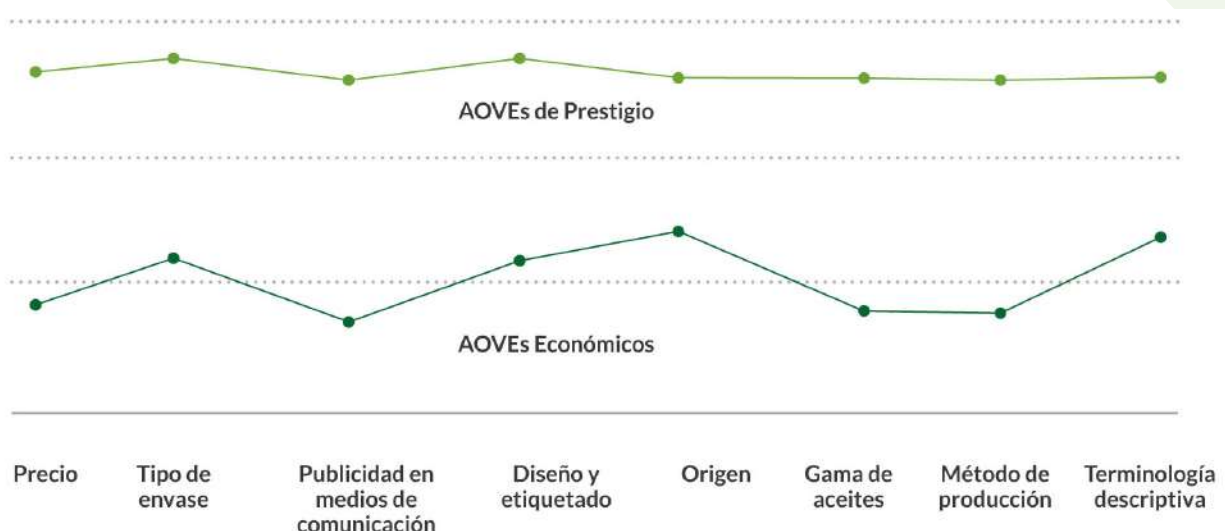 AOVEs de Prestigio
AOVEs Económicos
Precio
Tipo de
envase
Publicidad en
medios de
comunicación
Diseño y
etiquetado
Origen
Gama de
aceites
Método de
producción
Terminología
descriptiva